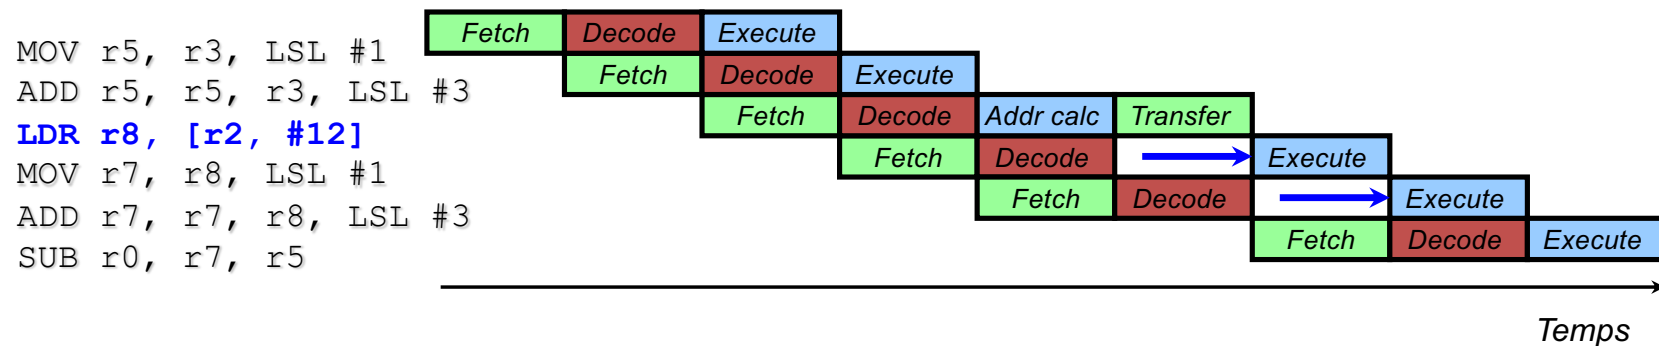 Fetch Decode Execute
MOV r5, r3, LSL #1
Fetch Decode Execute
ADD r5, r5, r3, LSL #3
Fetch Decode Addr calc Transfer
LDR r8, [r2, #12]
Fetch Decode Execute
MOV r7, r8, LSL #1
Fetch Decode Execute
ADD r7, r7, r8, LSL #3
Fetch Decode Execute
SUB r0, r7, r5
Temps